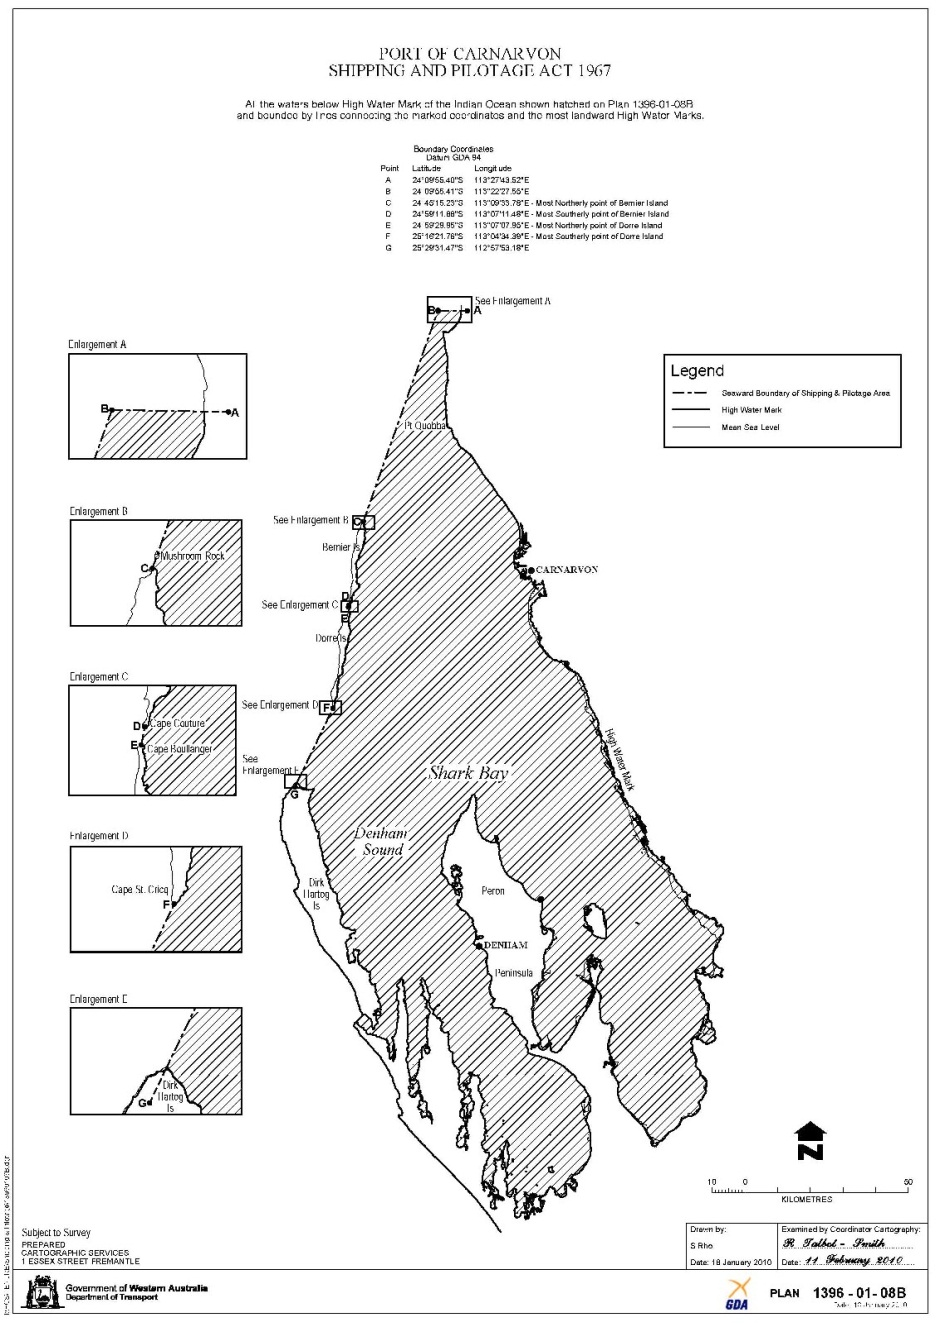 PORT OF CARNARVON
SHIPPING AND PILOTAGE ACT 1967
All the waters below High Water Mark of the Indian Ocean shown hatched on Plan 1396-01-08B
and bounded by lines connecting the marked coordinates and the most landward High Water Marks.
Boundary Coordinates
Datum GDA 94
Point Latitude Longitude
A 24°09'55.40"S 113°27'43.52"E
B 24 09'55.41"S 113°22'27.55"E
C 24 46'15.23"S 113°09'33.78"E - Most Northerly point of Bernier Island
D 24°59'11.88"S 113°07'11.48"E - Most Southerly point of Bernier Island
E 24 59'29.85"S 113°07'07.95"E - Most Northerly point of Dorre Island
F 25°16'21.76"S 113°04'34.39"E - Most Southerly point of Dorre Island
G 25°29'31.47"S 112°57'53.18"E
See Enlargement A
B A
Enlargement A
B A
Legend
Seaward Boundary of Shipping & Pilotage Area
High Water Mark
Mean Sea Level
Pt Quobba
Enlargement B
Mushroom Rock
C
See Enlargement B
C
Bernier Is
CARNARVON
See Enlargement C
D
E
Dorre Is
Enlargement C
D Cape Couture
E Cape Boullanger
See Enlargement D
F
High Water Mark
See
Enlargement E
G
Shark Bay
Denham
Sound
Enlargement D
Cape St. Cricq
F
Dirk
Hartog
Is
Peron
DENHAM
Peninsula
Enlargement E
Dirk
Hartog
Is
G
N
10 0 50
KILOMETRES
Subject to Survey
PREPARED
CARTOGRAPHIC SERVICES
1 ESSEX STREET FREMANTLE
Drawn by:
S Rho
Date: 18 January 2010
Examined by Coordinator Cartography:
R. Talbot - Smith
Date: 11 February 2010
Government of Western Australia
Department of Transport
GDA
PLAN 1396 - 01 - 08B